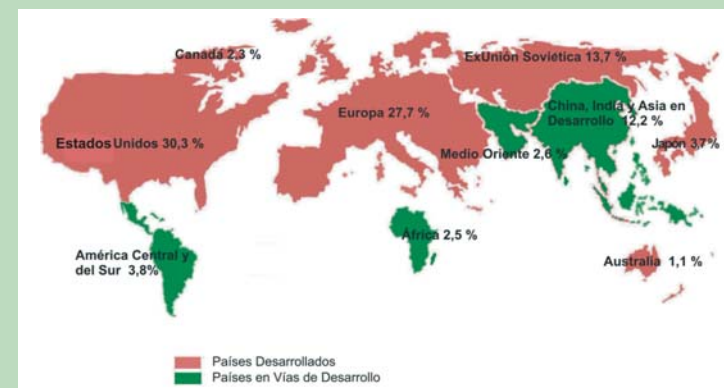 Canadá 2,3 %
ExUnión Soviética 13,7 %
Europa 27,7 %
China, India y Asia en
Desarrollo 12,2 %
Estados Unidos 30,3 %
Japón 3,7%
Medio Oriente 2,6 %
África 2,5 %
América Central y
del Sur 3,8%
Australia 1,1 %
Países Desarrollados
Países en Vías de Desarrollo